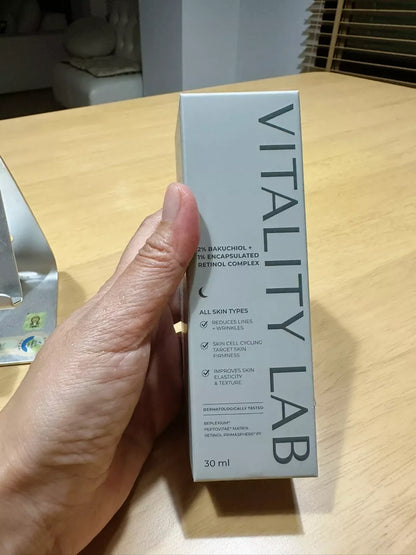 VITALITY LAB
2% BAKUCHIOL +
1% ENCAPSULATED
RETINOL COMPLEX
ALL SKIN TYPES
REDUCES LINES
+ WRINKLES
SKIN CELL CYCLING
TARGET SKIN
FIRMNESS
IMPROVES SKIN
ELASTICITY
& TEXTURE
DERMATOLOGICALLY TESTED
30 ml